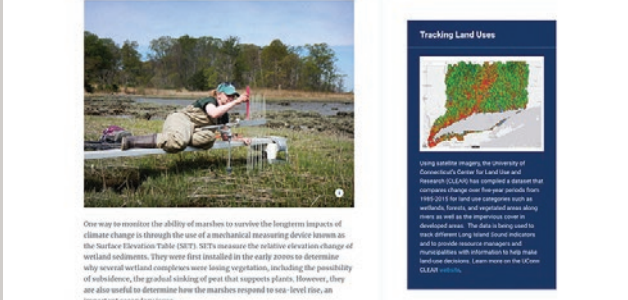 One way to monitor the ability of marshes to survive the longterm impacts of
climate change is through the use of a mechanical measuring device known as
the Surface Elevation Table (SET). SETs measure the relative elevation change of
wetland sediments. They were first installed in the early 2000s to determine
why several wetland complexes were losing vegetation, including the possibility
of subsidence, the gradual sinking of peat that supports plants. However, they
are also useful to determine how the marshes respond to sea-level rise, an
Tracking Land Uses
Using satellite imagery, the University of
Connecticut's Center for Land Use and
Research (CLEAR) has compiled a dataset that
compares change over five-year periods from
1985-2015 for land use categories such as
wetlands, forests, and vegetated areas along
rivers as well as the impervious cover in
developed areas. The data is being used to
track different Long Island Sound indicators
and to provide resource managers and
municipalities with information to help make
land-use decisions. Learn more on the UConn
CLEAR website.